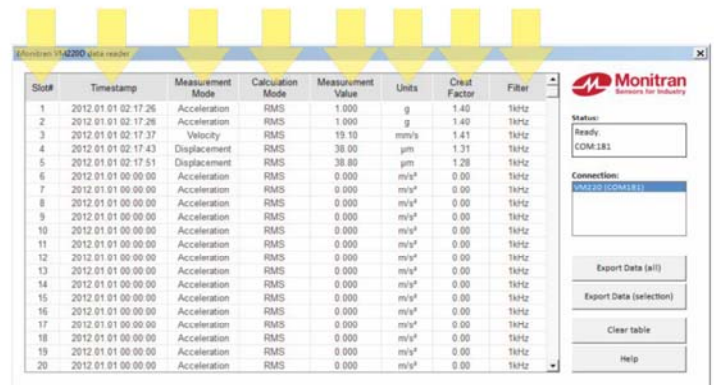 Monitran VM220D data reader
Slot# Timestamp Measurement Mode Calculation Mode Measurement Value Units Crest Factor Filter
1 2012.01.01 02:17:26 Acceleration RMS 1.000 g 1.40 1kHz
2 2012.01.01 02:17:26 Acceleration RMS 1.000 g 1.40 1kHz
3 2012.01.01 02:17:37 Velocity RMS 19.10 mm/s 1.41 1kHz
4 2012.01.01 02:17:43 Displacement RMS 38.00 µm 1.31 1kHz
5 2012.01.01 02:17:51 Displacement RMS 38.80 µm 1.28 1kHz
6 2012.01.01 00:00:00 Acceleration RMS 0.000 m/s² 0.00 1kHz
7 2012.01.01 00:00:00 Acceleration RMS 0.000 m/s² 0.00 1kHz
8 2012.01.01 00:00:00 Acceleration RMS 0.000 m/s² 0.00 1kHz
9 2012.01.01 00:00:00 Acceleration RMS 0.000 m/s² 0.00 1kHz
10 2012.01.01 00:00:00 Acceleration RMS 0.000 m/s² 0.00 1kHz
11 2012.01.01 00:00:00 Acceleration RMS 0.000 m/s² 0.00 1kHz
12 2012.01.01 00:00:00 Acceleration RMS 0.000 m/s² 0.00 1kHz
13 2012.01.01 00:00:00 Acceleration RMS 0.000 m/s² 0.00 1kHz
14 2012.01.01 00:00:00 Acceleration RMS 0.000 m/s² 0.00 1kHz
15 2012.01.01 00:00:00 Acceleration RMS 0.000 m/s² 0.00 1kHz
16 2012.01.01 00:00:00 Acceleration RMS 0.000 m/s² 0.00 1kHz
17 2012.01.01 00:00:00 Acceleration RMS 0.000 m/s² 0.00 1kHz
18 2012.01.01 00:00:00 Acceleration RMS 0.000 m/s² 0.00 1kHz
19 2012.01.01 00:00:00 Acceleration RMS 0.000 m/s² 0.00 1kHz
20 2012.01.01 00:00:00 Acceleration RMS 0.000 m/s² 0.00 1kHz
Monitran
Sensors for Industry
Status:
Ready.
COM:181
Connection:
VM220 (COM181)
Export Data (all)
Export Data (selection)
Clear table
Help